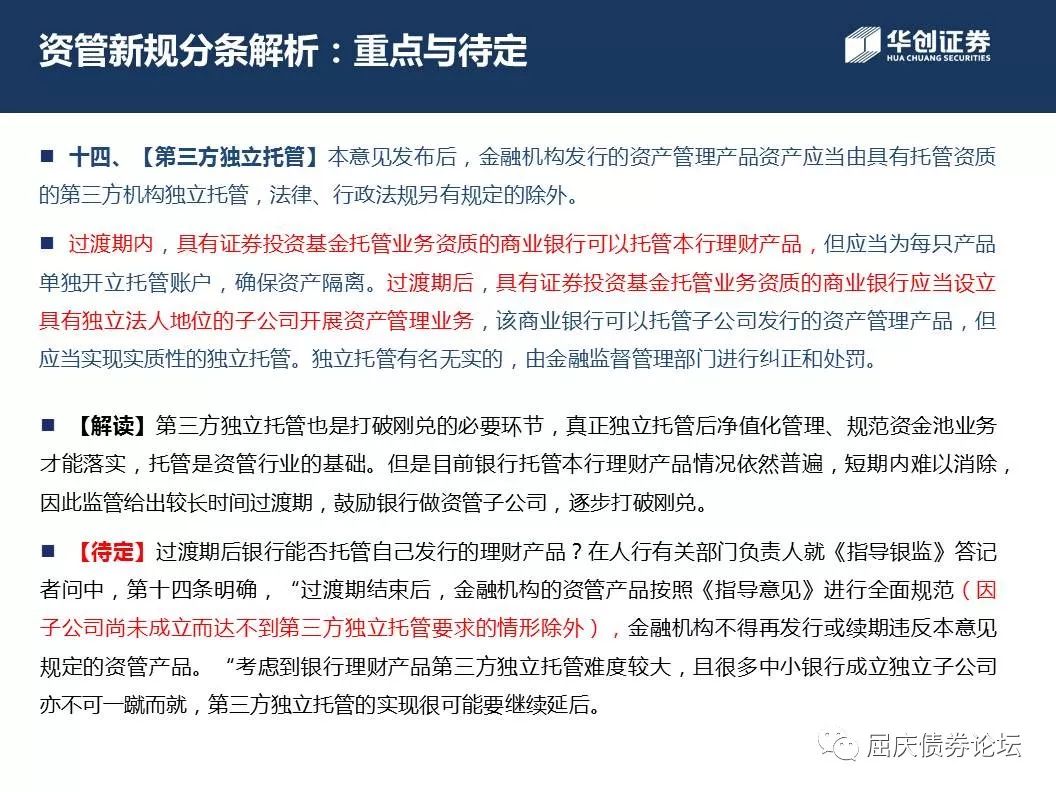 资管新规分条解析：重点与待定
华创证券
HUA CHUANG SECURITIES
■ 十四、【第三方独立托管】本意见发布后，金融机构发行的资产管理产品资产应当由具有托管资质
的第三方机构独立托管，法律、行政法规另有规定的除外。
■ 过渡期内，具有证券投资基金托管业务资质的商业银行可以托管本行理财产品，但应当为每只产品
单独开立托管账户，确保资产隔离。过渡期后，具有证券投资基金托管业务资质的商业银行应当设立
具有独立法人地位的子公司开展资产管理业务，该商业银行可以托管子公司发行的资产管理产品，但
应当实现实质性的独立托管。独立托管有名无实的，由金融监督管理部门进行纠正和处罚。
■ 【解读】第三方独立托管也是打破刚兑的必要环节，真正独立托管后净值化管理、规范资金池业务
才能落实，托管是资管行业的基础。但是目前银行托管本行理财产品情况依然普遍，短期内难以消除，
因此监管给出较长时间过渡期，鼓励银行做资管子公司，逐步打破刚兑。
■ 【待定】过渡期后银行能否托管自己发行的理财产品？在人行有关部门负责人就《指导银监》答记
者问中，第十四条明确，“过渡期结束后，金融机构的资管产品按照《指导意见》进行全面规范（因
子公司尚未成立而达不到第三方独立托管要求的情形除外），金融机构不得再发行或续期违反本意见
规定的资管产品。“考虑到银行理财产品第三方独立托管难度较大，且很多中小银行成立独立子公司
亦不可一蹴而就，第三方独立托管的实现很可能要继续延后。
屈庆债券论坛